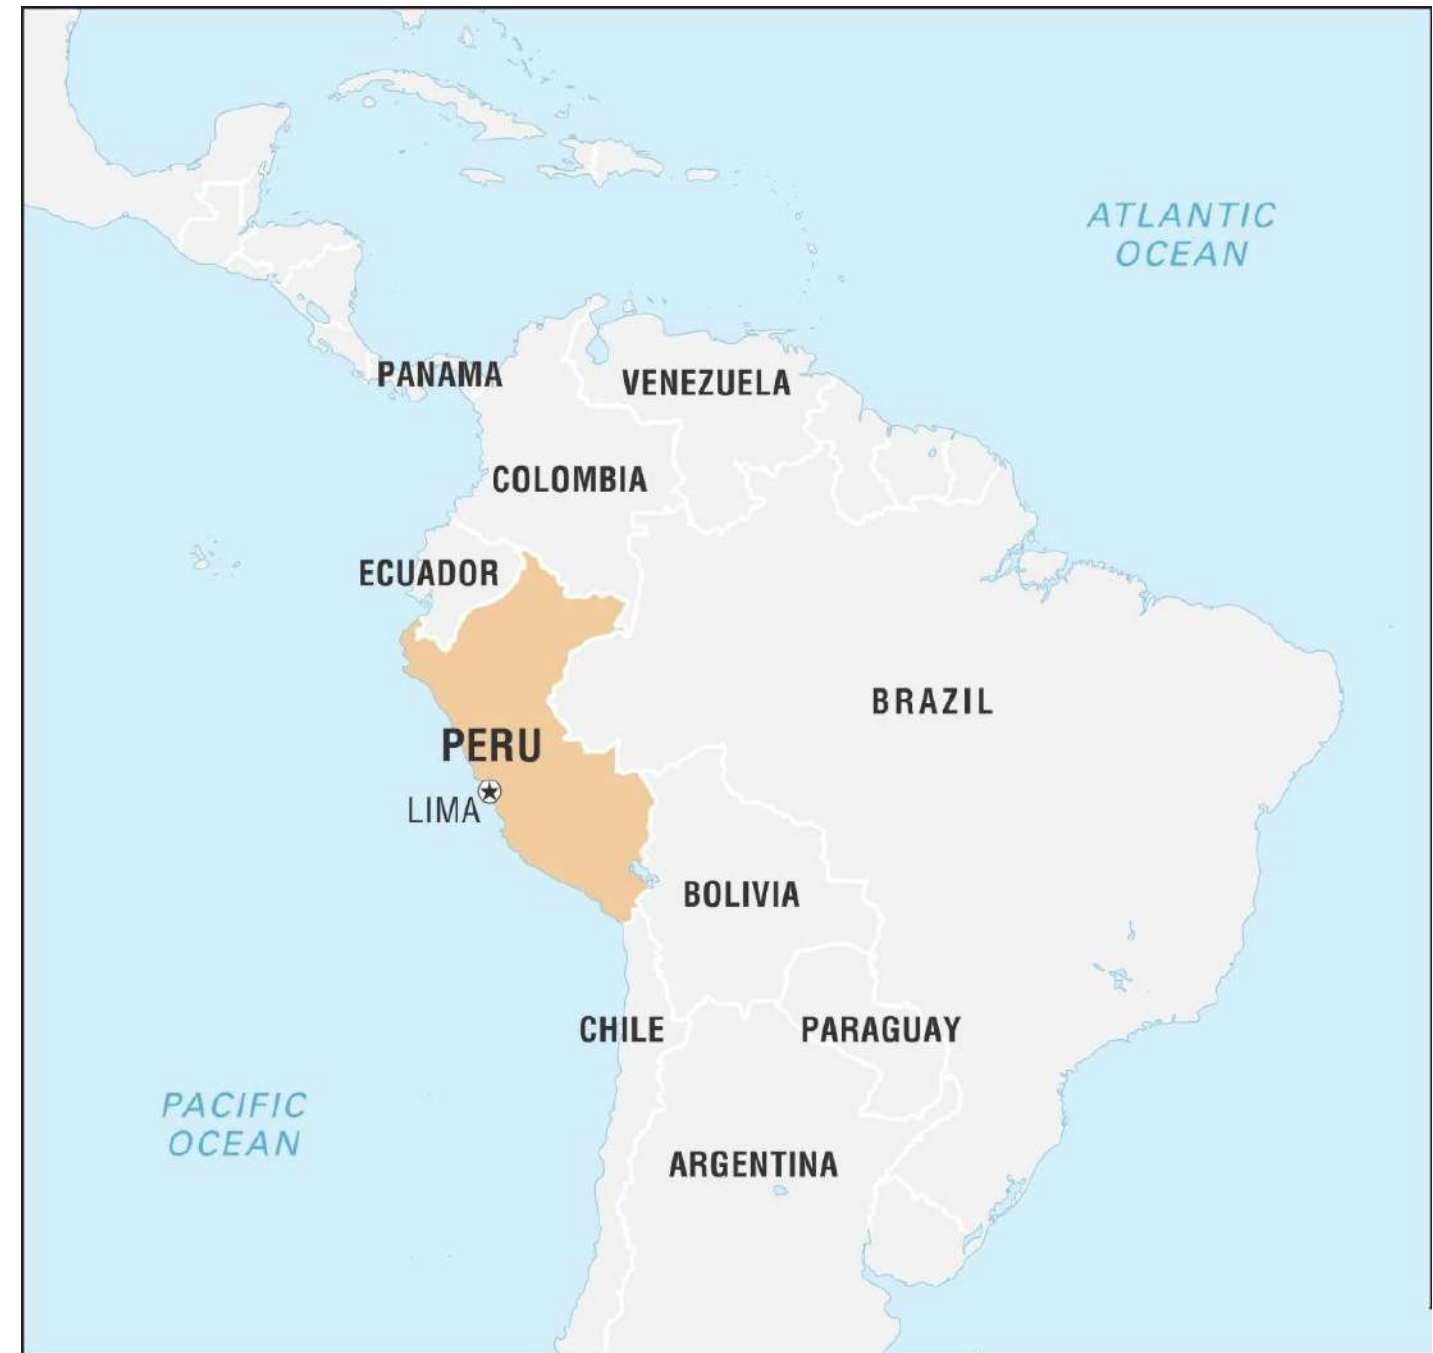 ATLANTIC
OCEAN
PANAMA
VENEZUELA
COLOMBIA
ECUADOR
BRAZIL
PERU
LIMA
BOLIVIA
CHILE
PARAGUAY
PACIFIC
OCEAN
ARGENTINA